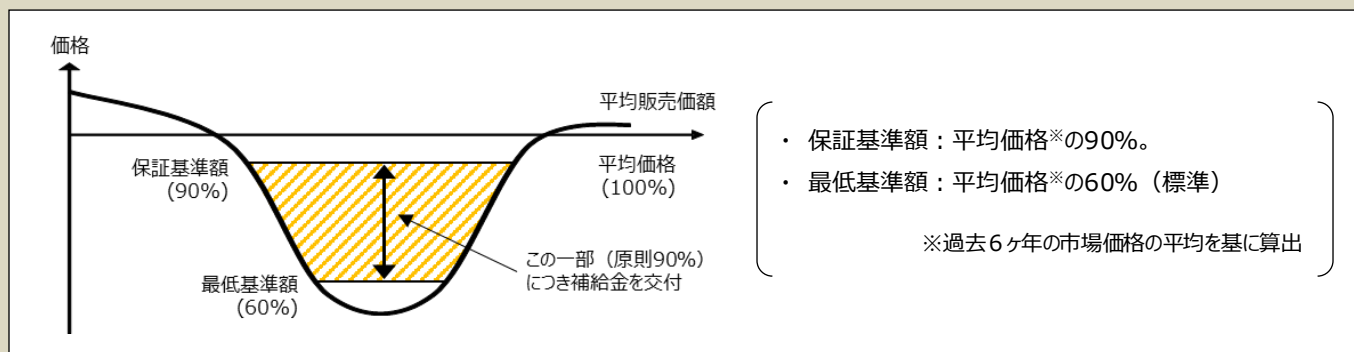 価格
平均販売価額
保証基準額
(90%)
平均価格
(100%)
最低基準額
(60%)
この一部（原則90%）
につき補給金を交付
・ 保証基準額：平均価格※の90%。
・ 最低基準額：平均価格※の60%（標準）
※過去６ヶ年の市場価格の平均を基に算出